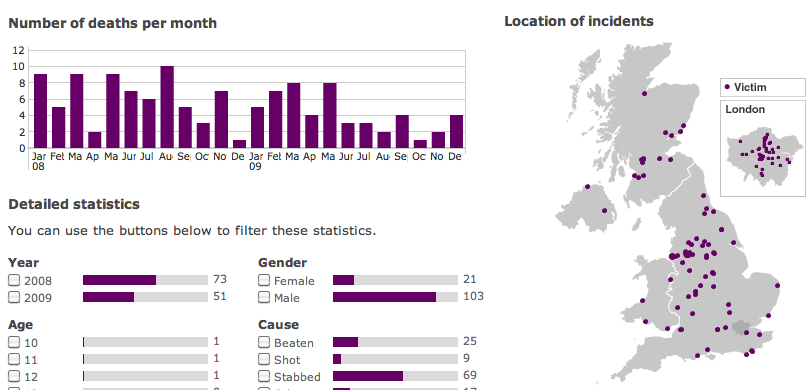 Number of deaths per month
12
10
8
6
4
2
0
Jar Fel Ma Ap Ma Jur Jul Au Se Oc No De Jar Fel Ma Ap Ma Jur Jul Au Se Oc No De
08 09
Location of incidents
Victim
London
Detailed statistics
You can use the buttons below to filter these statistics.
Year
2008 73
2009 51
Gender
Female 21
Male 103
Age
10 1
11 1
12 1
Cause
Beaten 25
Shot 9
Stabbed 69